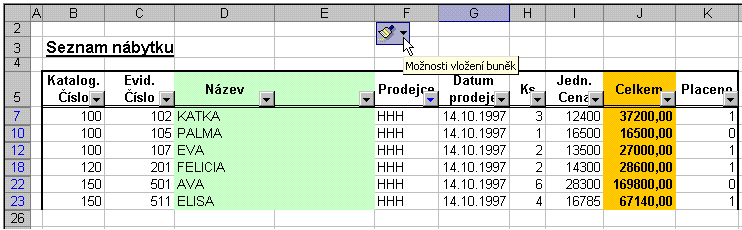 A B C D E F G H I J K
2
3 Seznam nábytku
4
Možnosti vložení buněk
5 Katalog. Číslo Evid. Číslo Název Prodejce Datum prodeje Ks Jedn. Cena Celkem Placeno
7 100 102 KATKA HHH 14.10.1997 3 12400 37200,00 1
10 100 105 PALMA HHH 14.10.1997 1 16500 16500,00 0
12 100 107 EVA HHH 14.10.1997 2 13500 27000,00 1
18 120 201 FELICIA HHH 14.10.1997 2 14300 28600,00 1
22 150 501 AVA HHH 14.10.1997 6 28300 169800,00 0
23 150 511 ELISA HHH 14.10.1997 4 16785 67140,00 1
26